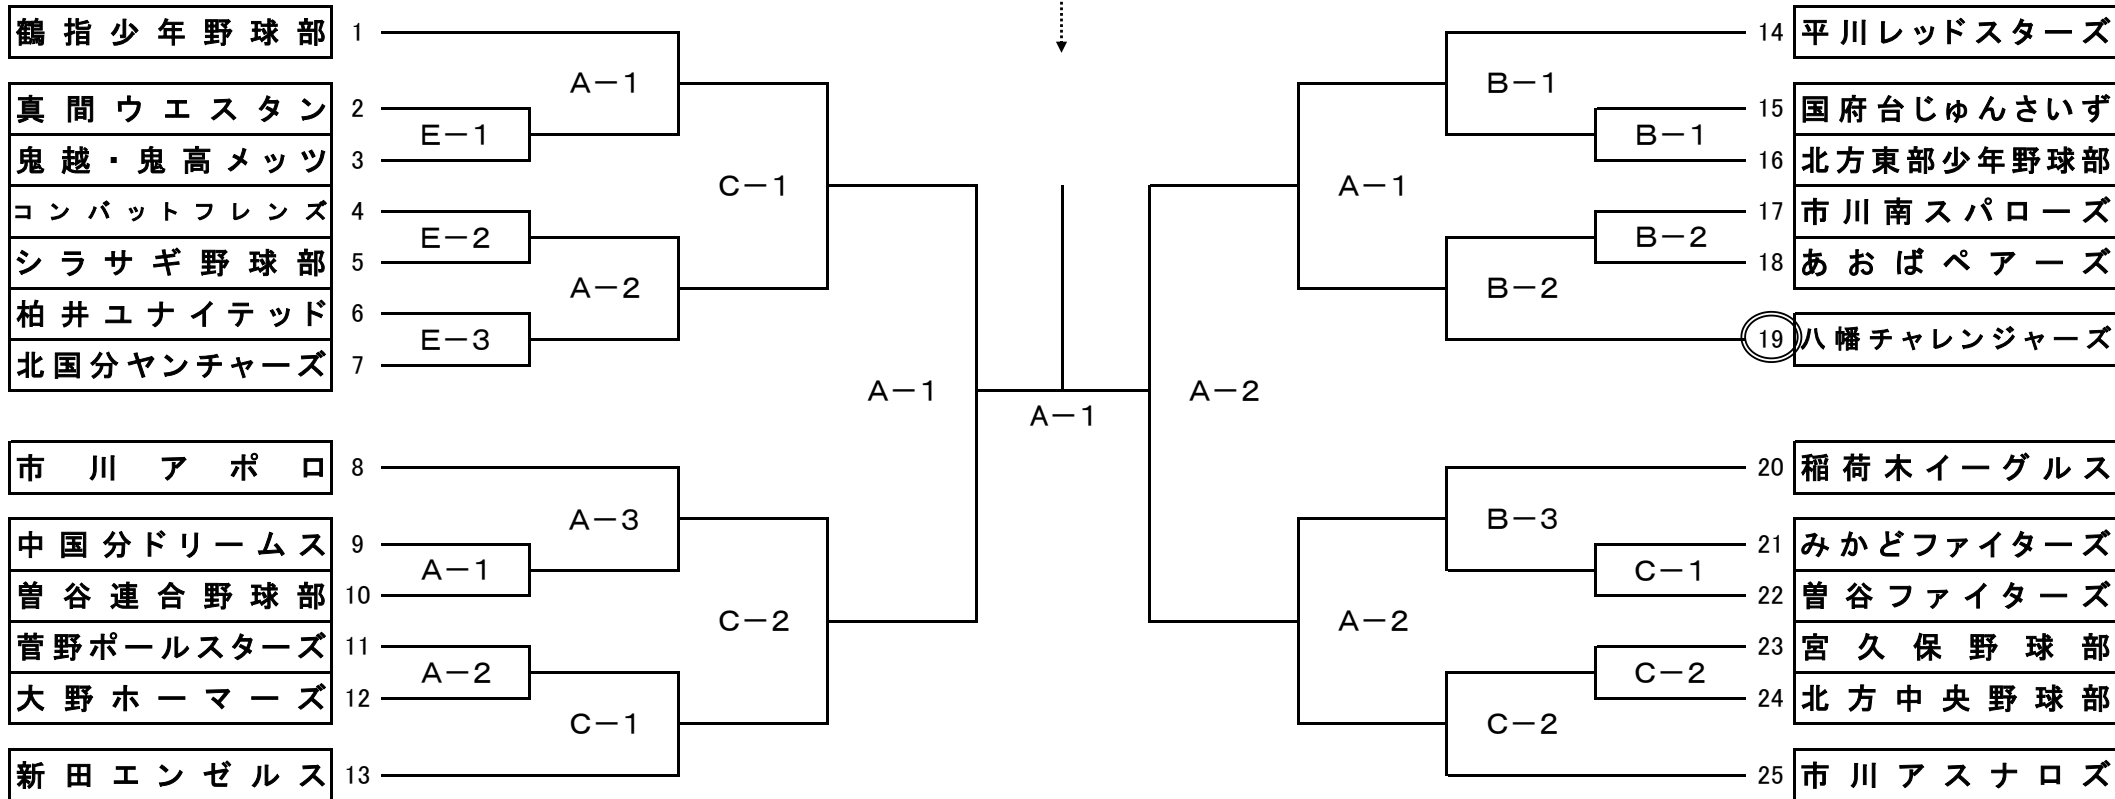 鶴指少年野球部 1
A－1
真間ウエスタン 2
E－1
鬼越・鬼高メッツ 3
C－1
コンバットフレンズ 4
E－2
シラサギ野球部 5
A－2
柏井ユナイテッド 6
E－3
北国分ヤンチャーズ 7
A－1
市川アポロ 8
A－3
中国分ドリームス 9
A－1
曽谷連合野球部 10
C－2
菅野ポールスターズ 11
A－2
大野ホーマーズ 12
C－1
新田エンゼルス 13
A－1
14 平川レッドスターズ
B－1
15 国府台じゅんさいず
B－1
16 北方東部少年野球部
A－1
17 市川南スパローズ
B－2
18 あおばペアーズ
B－2
19 八幡チャレンジャーズ
A－2
20 稲荷木イーグルス
B－3
21 みかどファイターズ
C－1
22 曽谷ファイターズ
A－2
23 宮久保野球部
C－2
24 北方中央野球部
C－2
25 市川アスナロズ